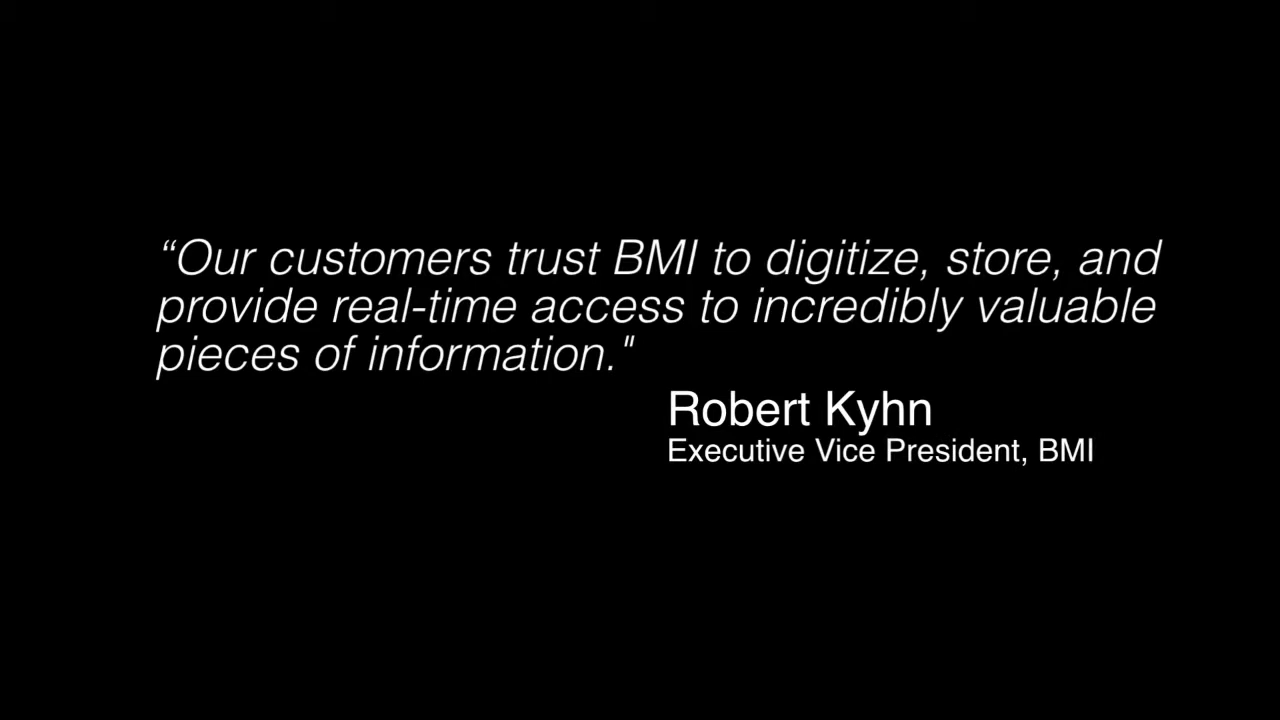 “Our customers trust BMI to digitize, store, and
provide real-time access to incredibly valuable
pieces of information."
Robert Kyhn
Executive Vice President, BMI